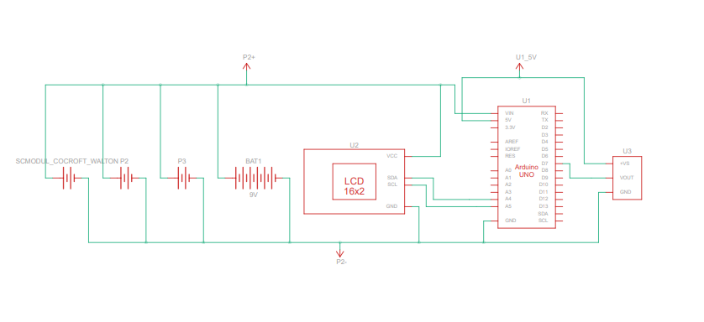 P2+
U1_5V
U1
VIN
5V
3.3V
AREF
IOREF
RES
A0
A1
A2
A3
A4
A5
GND
RX
TX
D2
D3
D4
D5
D6
D7
D8
D9
D10
D11
D12
D13
SDA
SCL
Arduino
UNO
U2
VCC
SDA
SCL
GND
LCD
16x2
U3
+VS
VOUT
GND
SCMODUL_COCROFT_WALTON
P2
P3
BAT1
9V
P2-